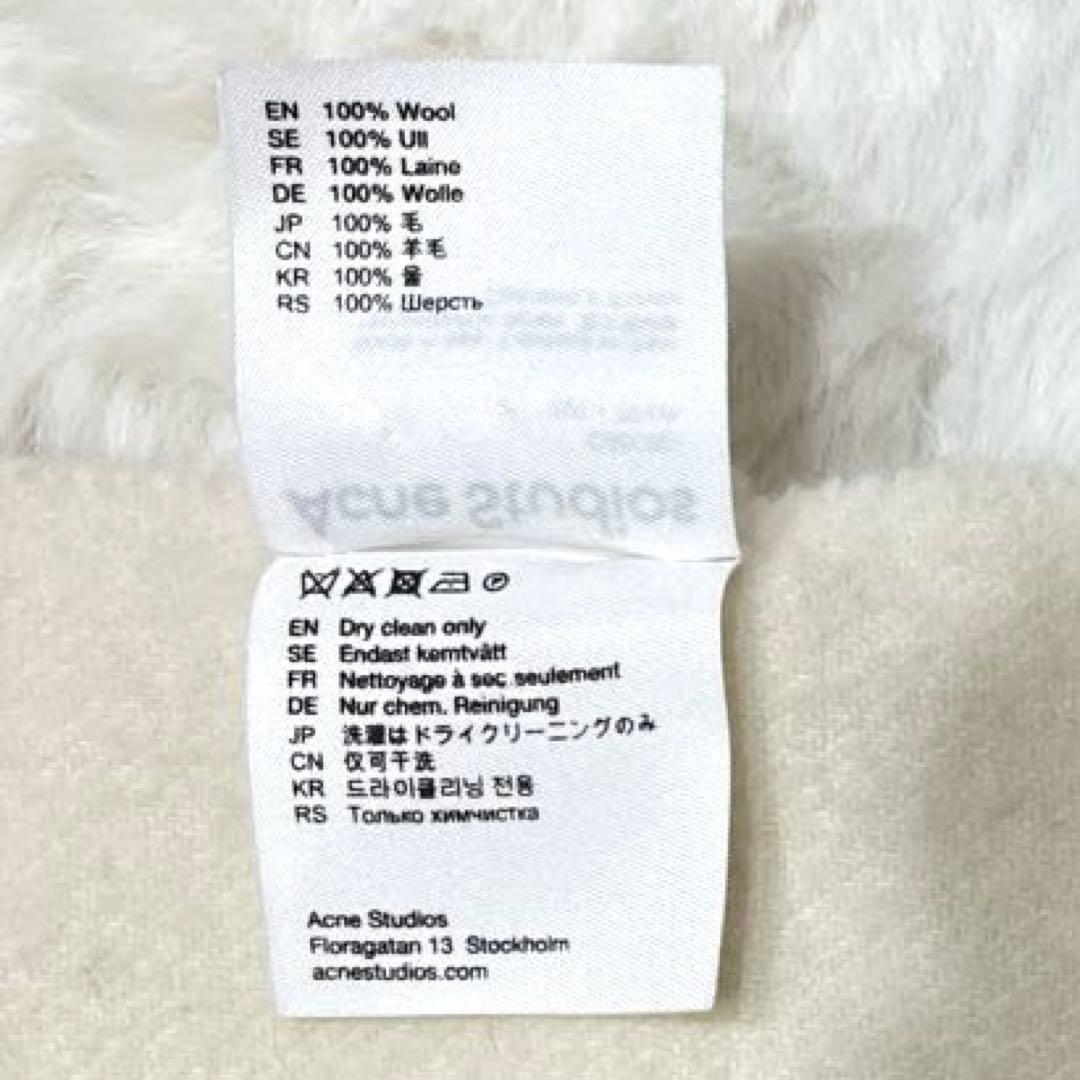 EN 100% Wool
SE 100% Ull
FR 100% Laine
DE 100% Wolle
JP 100% 毛
CN 100% 羊毛
KR 100% 울
RS 100% Шерсть
Acne Studios
EN Dry clean only
SE Endast kemtvätt
FR Nettoyage à sec seulement
DE Nur chem. Reinigung
JP 洗濯はドライクリーニングのみ
CN 仅可干洗
KR 드라이클리닝 전용
RS Только химчистка
Acne Studios
Floragatan 13 Stockholm
acnestudios.com